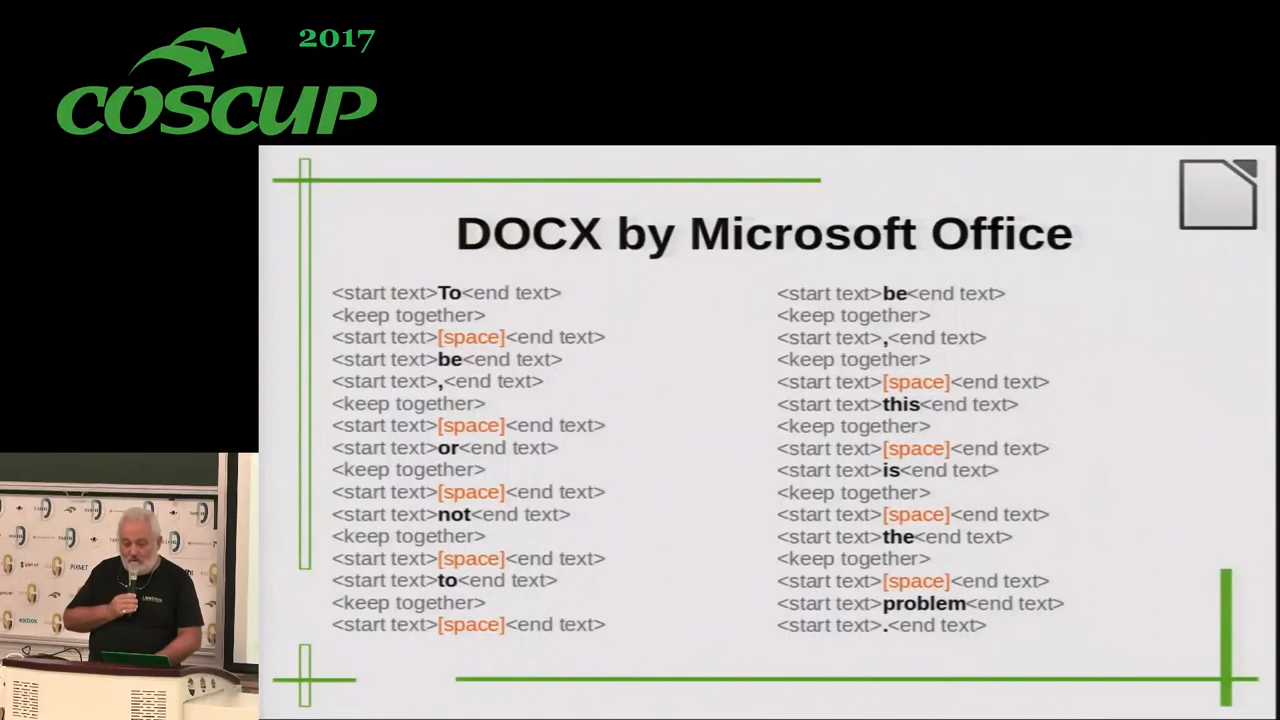 2017
COSCUP
DOCX by Microsoft Office
<start text>To<end text>
<keep together>
<start text>[space]<end text>
<start text>be<end text>
<start text>,<end text>
<keep together>
<start text>[space]<end text>
<start text>or<end text>
<keep together>
<start text>[space]<end text>
<start text>not<end text>
<keep together>
<start text>[space]<end text>
<start text>to<end text>
<keep together>
<start text>[space]<end text>
<start text>be<end text>
<keep together>
<start text>,<end text>
<keep together>
<start text>[space]<end text>
<start text>this<end text>
<keep together>
<start text>[space]<end text>
<start text>is<end text>
<keep together>
<start text>[space]<end text>
<start text>the<end text>
<keep together>
<start text>[space]<end text>
<start text>problem<end text>
<start text>.<end text>
PIXNET